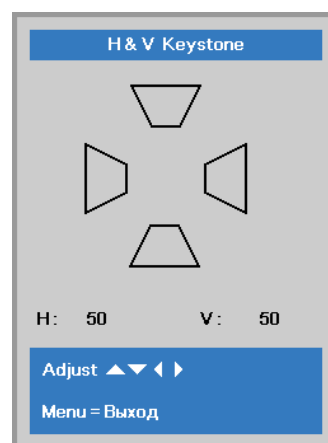 H & V Keystone
H: 50 V: 50
Adjust ▲▼◀▶
Menu = Выход